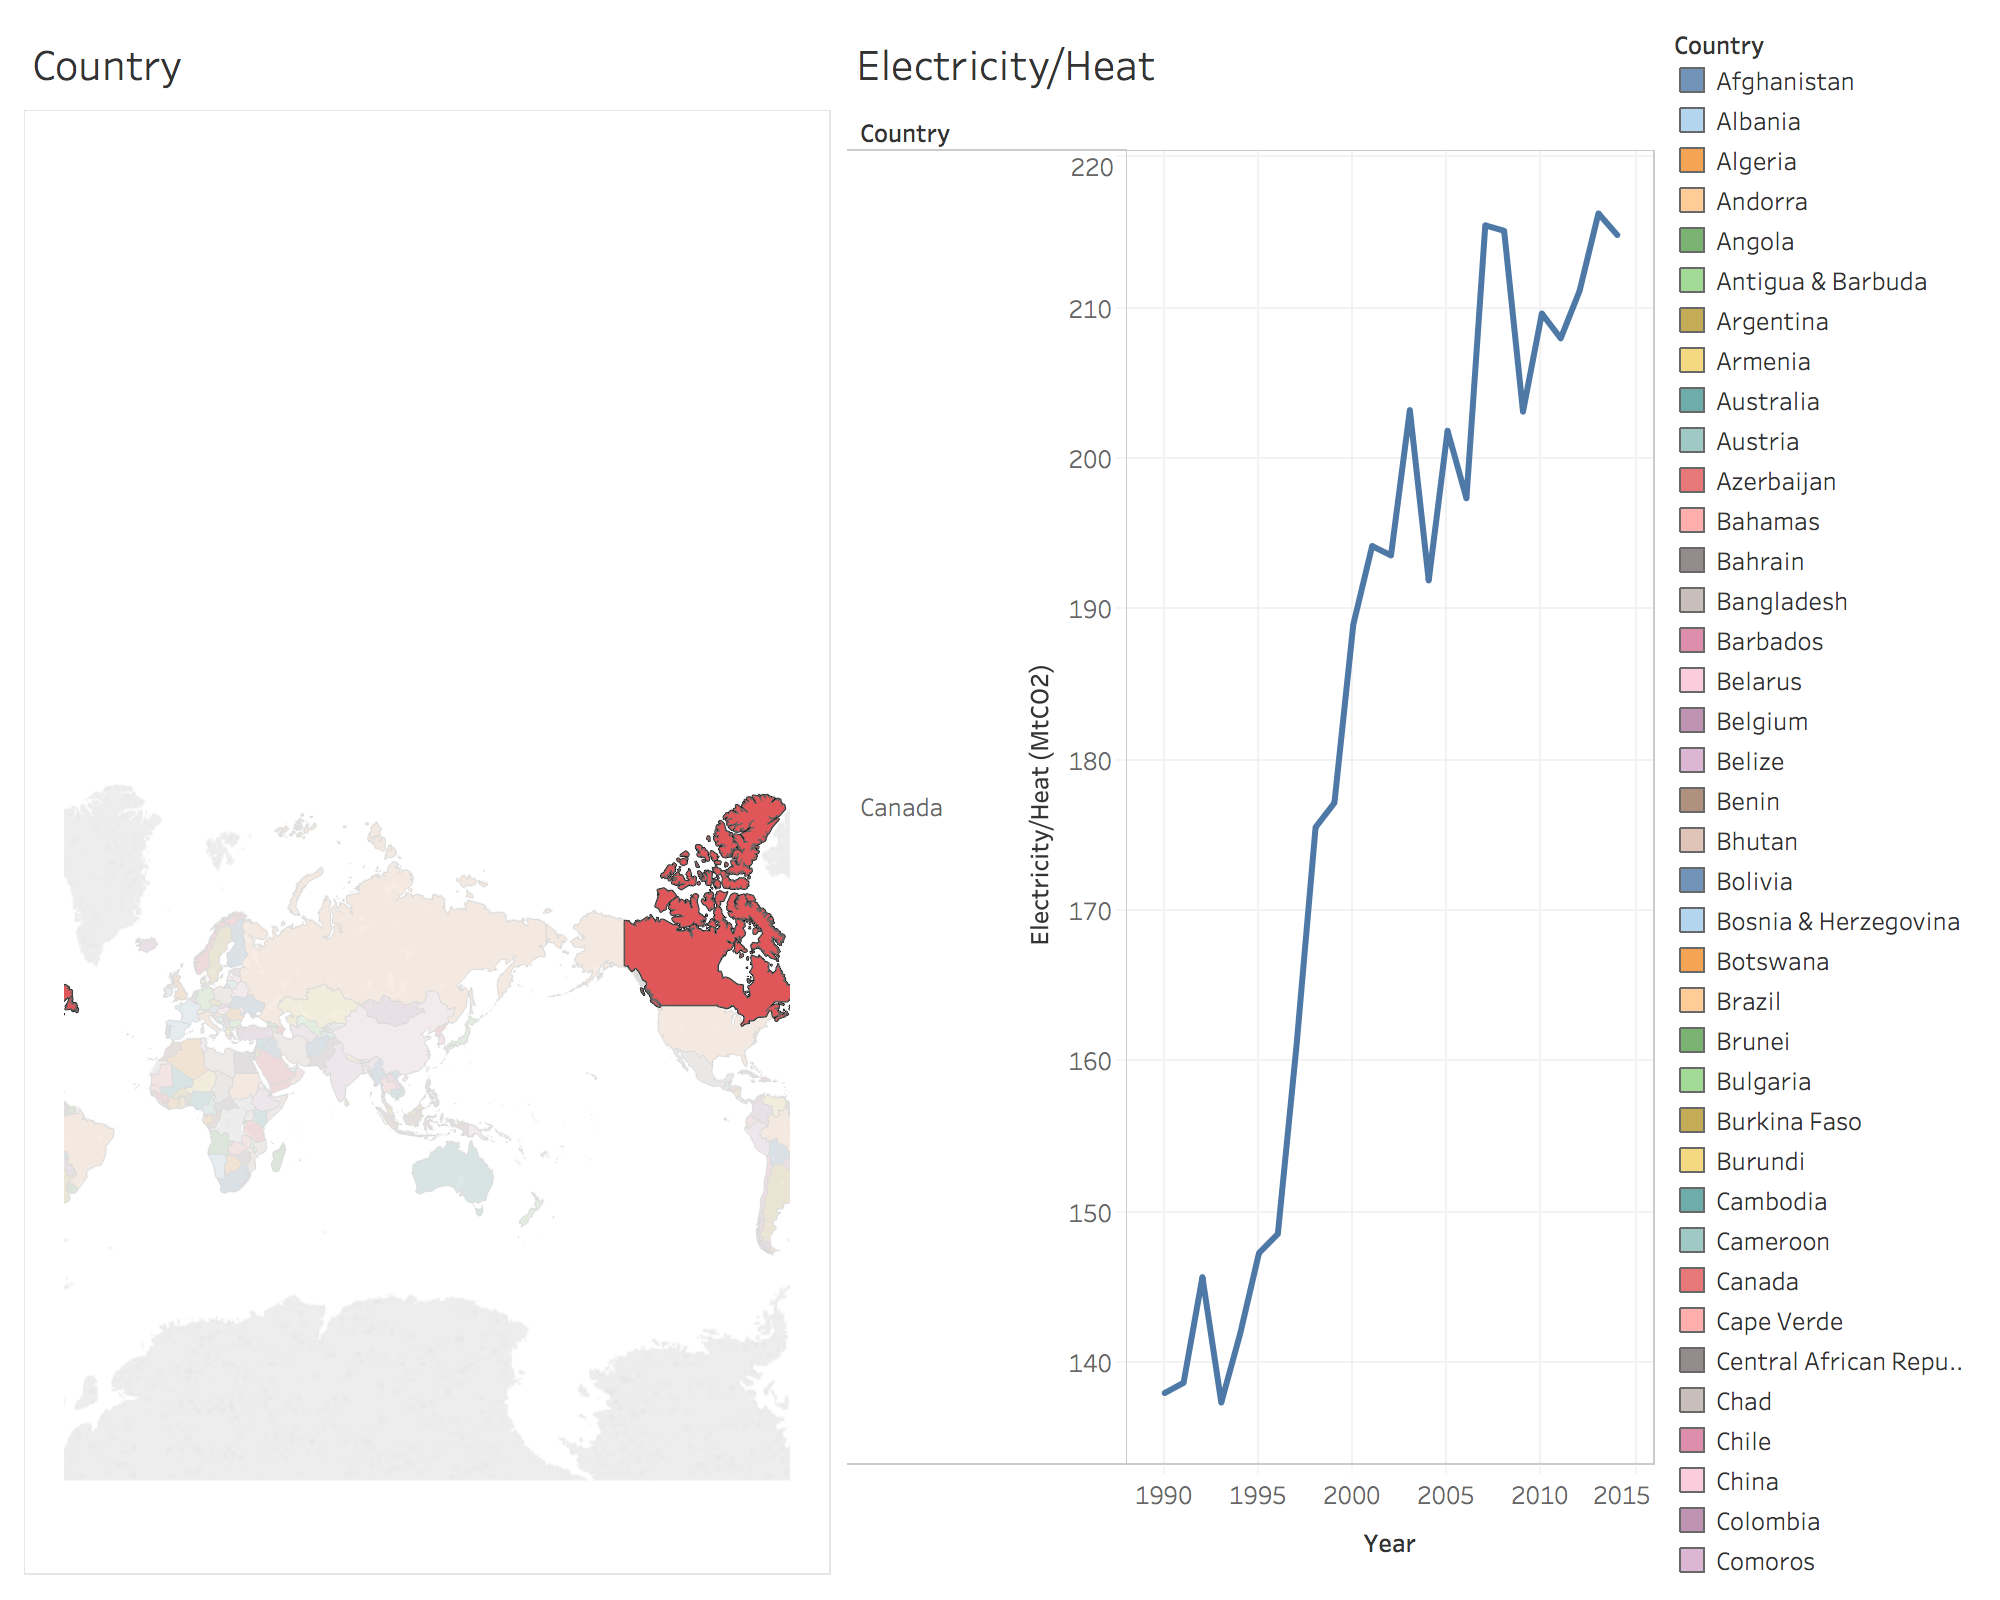 Country
Electricity/Heat
Country
Canada
Electricity/Heat (MtCO2)
220
210
200
190
180
170
160
150
140
1990 1995 2000 2005 2010 2015
Year
Country
Afghanistan
Albania
Algeria
Andorra
Angola
Antigua & Barbuda
Argentina
Armenia
Australia
Austria
Azerbaijan
Bahamas
Bahrain
Bangladesh
Barbados
Belarus
Belgium
Belize
Benin
Bhutan
Bolivia
Bosnia & Herzegovina
Botswana
Brazil
Brunei
Bulgaria
Burkina Faso
Burundi
Cambodia
Cameroon
Canada
Cape Verde
Central African Repu..
Chad
Chile
China
Colombia
Comoros